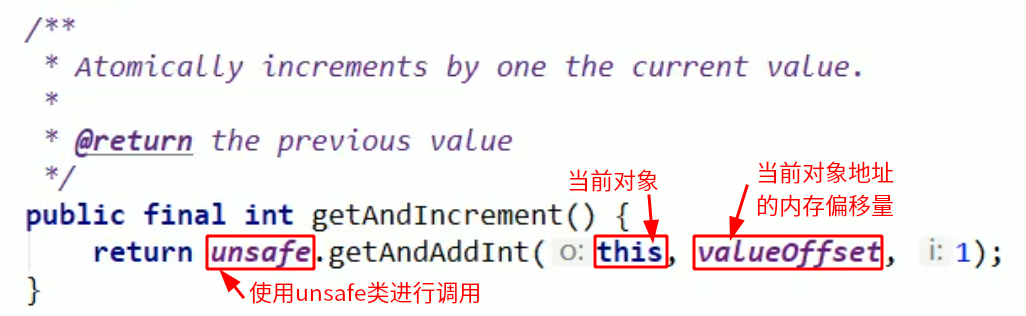 /**
* Atomically increments by one the current value.
*
* @return the previous value
*/
当前对象
当前对象地址
的内存偏移量
public final int getAndIncrement() {
return unsafe.getAndAddInt( o: this, valueOffset, i: 1);
使用unsafe类进行调用
}